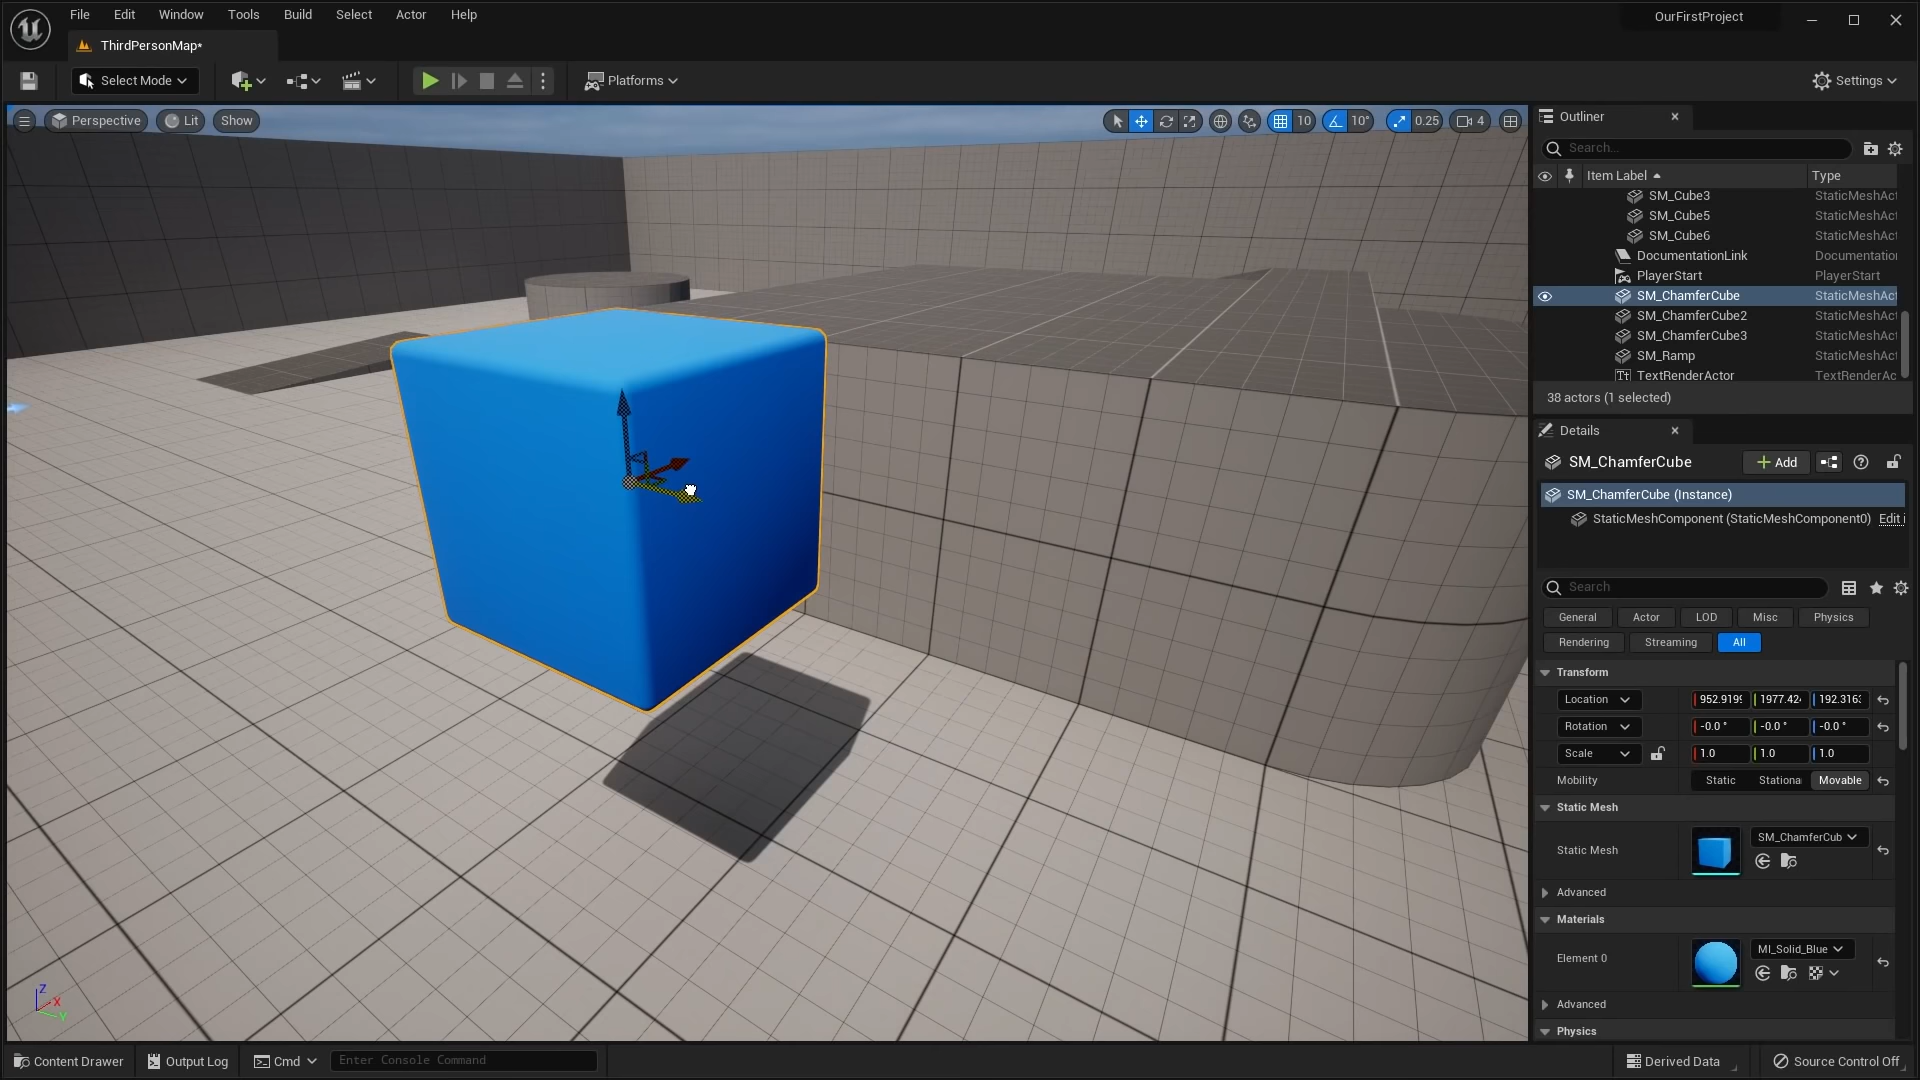 File Edit Window Tools Build Select Actor Help
OurFirstProject
ThirdPersonMap*
Select Mode
Platforms
Settings
Perspective Lit Show
10 10° 0.25 4
Outliner
Search...
Item Label Type
SM_Cube3 StaticMeshAct
SM_Cube5 StaticMeshAct
SM_Cube6 StaticMeshAct
DocumentationLink Documentation
PlayerStart PlayerStart
SM_ChamferCube StaticMeshAct
SM_ChamferCube2 StaticMeshAct
SM_ChamferCube3 StaticMeshAct
SM_Ramp StaticMeshAct
TextRenderActor TextRenderAc
38 actors (1 selected)
Details
SM_ChamferCube
Add
SM_ChamferCube (Instance)
StaticMeshComponent (StaticMeshComponent0) Edit i
Search
General Actor LOD Misc Physics
Rendering Streaming All
Transform
Location 952.919 1977.42 192.316
Rotation -0.0 ° -0.0 ° -0.0 °
Scale 1.0 1.0 1.0
Mobility Static Stationa Movable
Static Mesh
Static Mesh SM_ChamferCub
Advanced
Materials
Element 0 MI_Solid_Blue
Advanced
Physics
Z
X
Y
Content Drawer Output Log Cmd Enter Console Command
Derived Data Source Control Off